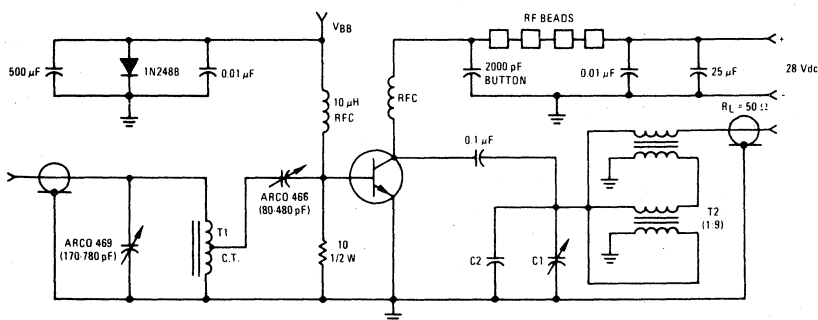 RF BEADS
VBB
+
500 µF
1N248B
0.01 µF
2000 pF
BUTTON
0.01 µF
25 µF
28 Vdc
-
10 µH
RFC
RFC
RL = 50 Ω
0.1 µF
ARCO 466
(80-480 pF)
T1
C.T.
ARCO 469
(170-780 pF)
10
1/2 W
C2
C1
T2
(1:9)